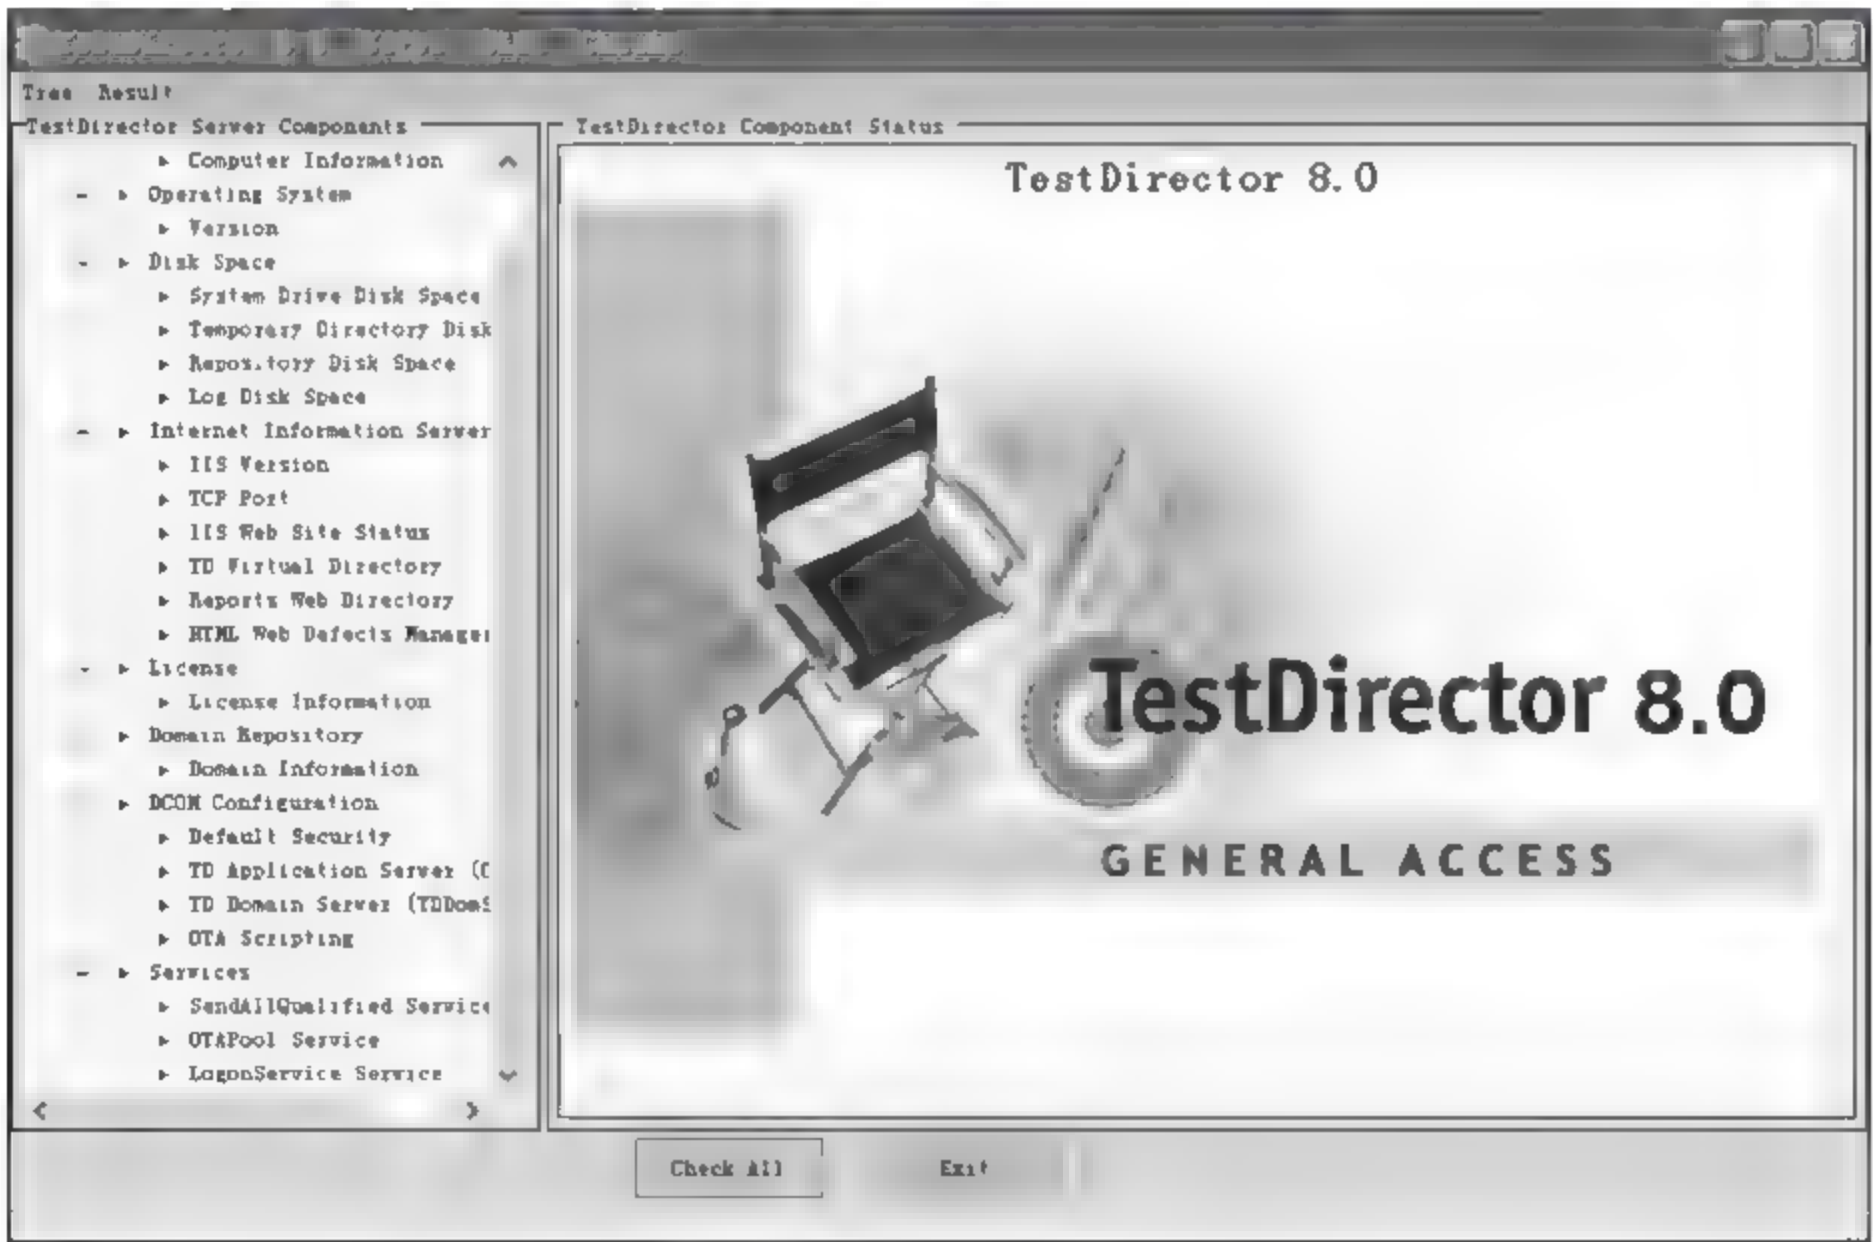 Tree Result
TestDirector Server Components
Computer Information
Operating System
Version
Disk Space
System Drive Disk Space
Temporary Directory Disk
Repository Disk Space
Log Disk Space
Internet Information Server
IIS Version
TCP Port
IIS Web Site Status
TD Virtual Directory
Reports Web Directory
HTML Web Defects Manager
License
License Information
Domain Repository
Domain Information
DCOM Configuration
Default Security
TD Application Server (
TD Domain Server (TDDomS
OTA Scripting
Services
SendAllQualified Service
OTAPool Service
LogonService Service
TestDirector Component Status
TestDirector 8.0
TestDirector 8.0
GENERAL ACCESS
Check All
Exit